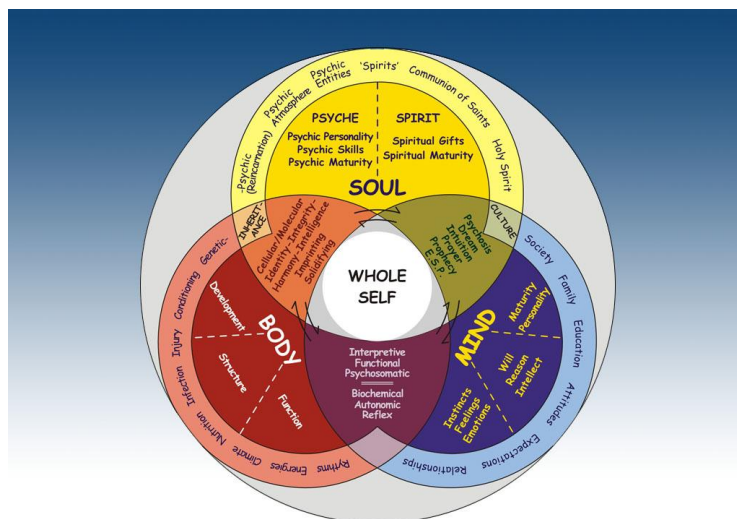 Psychic (Reincarnation)
Psychic Atmosphere
Psychic Entities
'Spirits'
Communion of Saints
Holy Spirit
PSYCHE
Psychic Personality
Psychic Skills
Psychic Maturity
SPIRIT
Spiritual Gifts
Spiritual Maturity
SOUL
INHERIT-
ANCE
CULTURE
Cellular/Molecular
Identity-Integrity-
Harmony-Intelligence
Imprinting
Solidifying
Psychosis
Dream
Intuition
Prayer
Prophecy
E.S.P.
WHOLE
SELF
Genetic-
Conditioning
Injury
Infection
Nutrition
Climate
Energies
Rythms
Development
Structure
Function
BODY
Interpretive
Functional
Psychosomatic
Biochemical
Autonomic
Reflex
MIND
Maturity
Personality
Will
Reason
Intellect
Instincts
Feelings
Emotions
Society
Family
Education
Attitudes
Expectations
Relationships